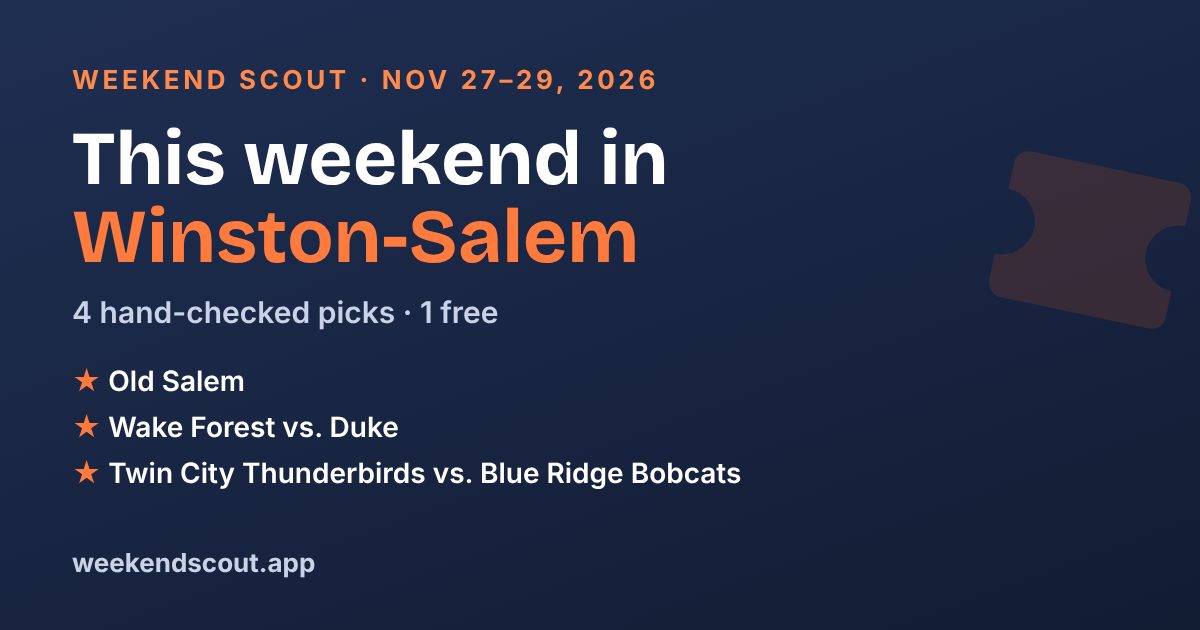 WEEKEND SCOUT · NOV 27–29, 2026
This weekend in
Winston-Salem
4 hand-checked picks · 1 free
★ Old Salem
★ Wake Forest vs. Duke
★ Twin City Thunderbirds vs. Blue Ridge Bobcats
weekendscout.app